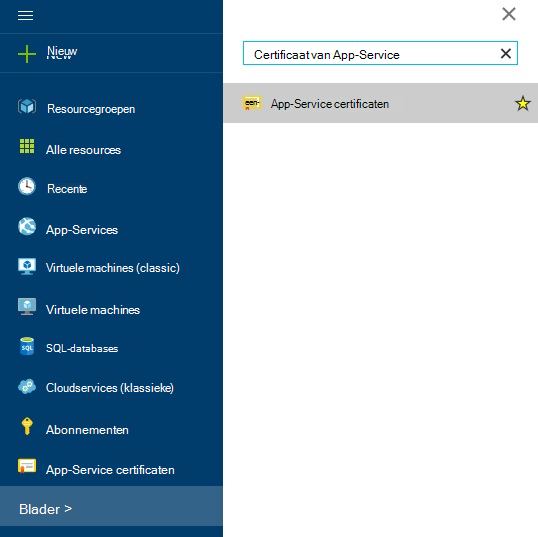 Nieuw
Certificaat van App-Service
App-Service certificaten
Resourcegroepen
Alle resources
Recente
App-Services
Virtuele machines (classic)
Virtuele machines
SQL-databases
SQL
Cloudservices (klassieke)
Abonnementen
App-Service certificaten
Blader >